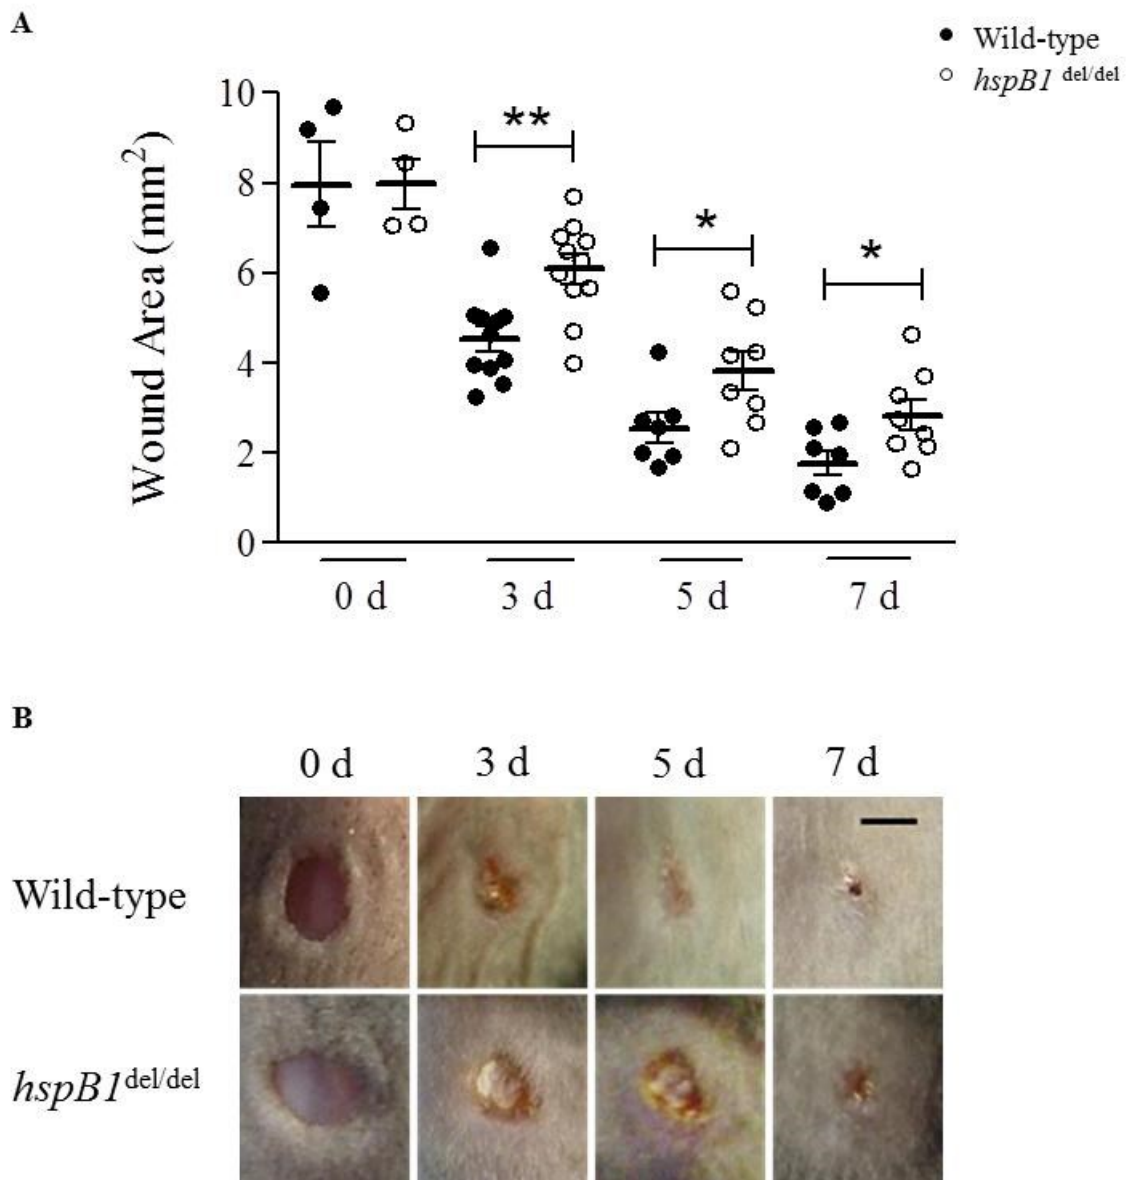 A
Wild-type
hspB1 del/del
Wound Area (mm2)
10
8
6
4
2
0
**
*
*
0 d
3 d
5 d
7 d
B
0 d 3 d 5 d 7 d
Wild-type
hspB1del/del